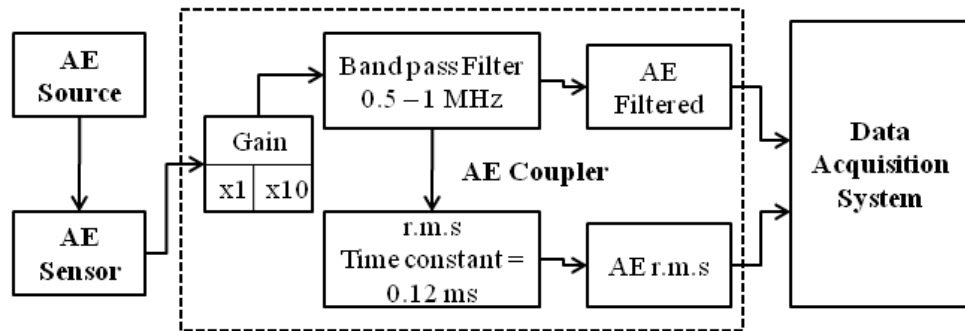 AE
Source
AE
Sensor
Gain
x1 x10
Band pass Filter
0.5 – 1 MHz
AE
Filtered
AE Coupler
r.m.s
Time constant =
0.12 ms
AE r.m.s
Data
Acquisition
System